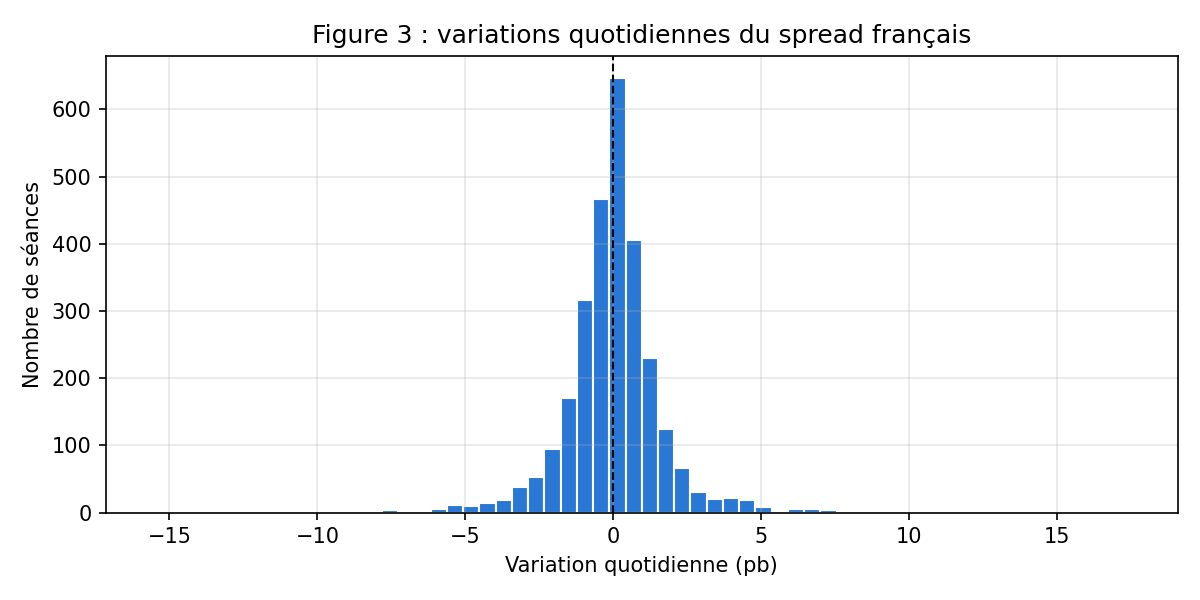 Figure 3 : variations quotidiennes du spread français
Nombre de séances
600
500
400
300
200
100
0
−15 −10 −5 0 5 10 15
Variation quotidienne (pb)